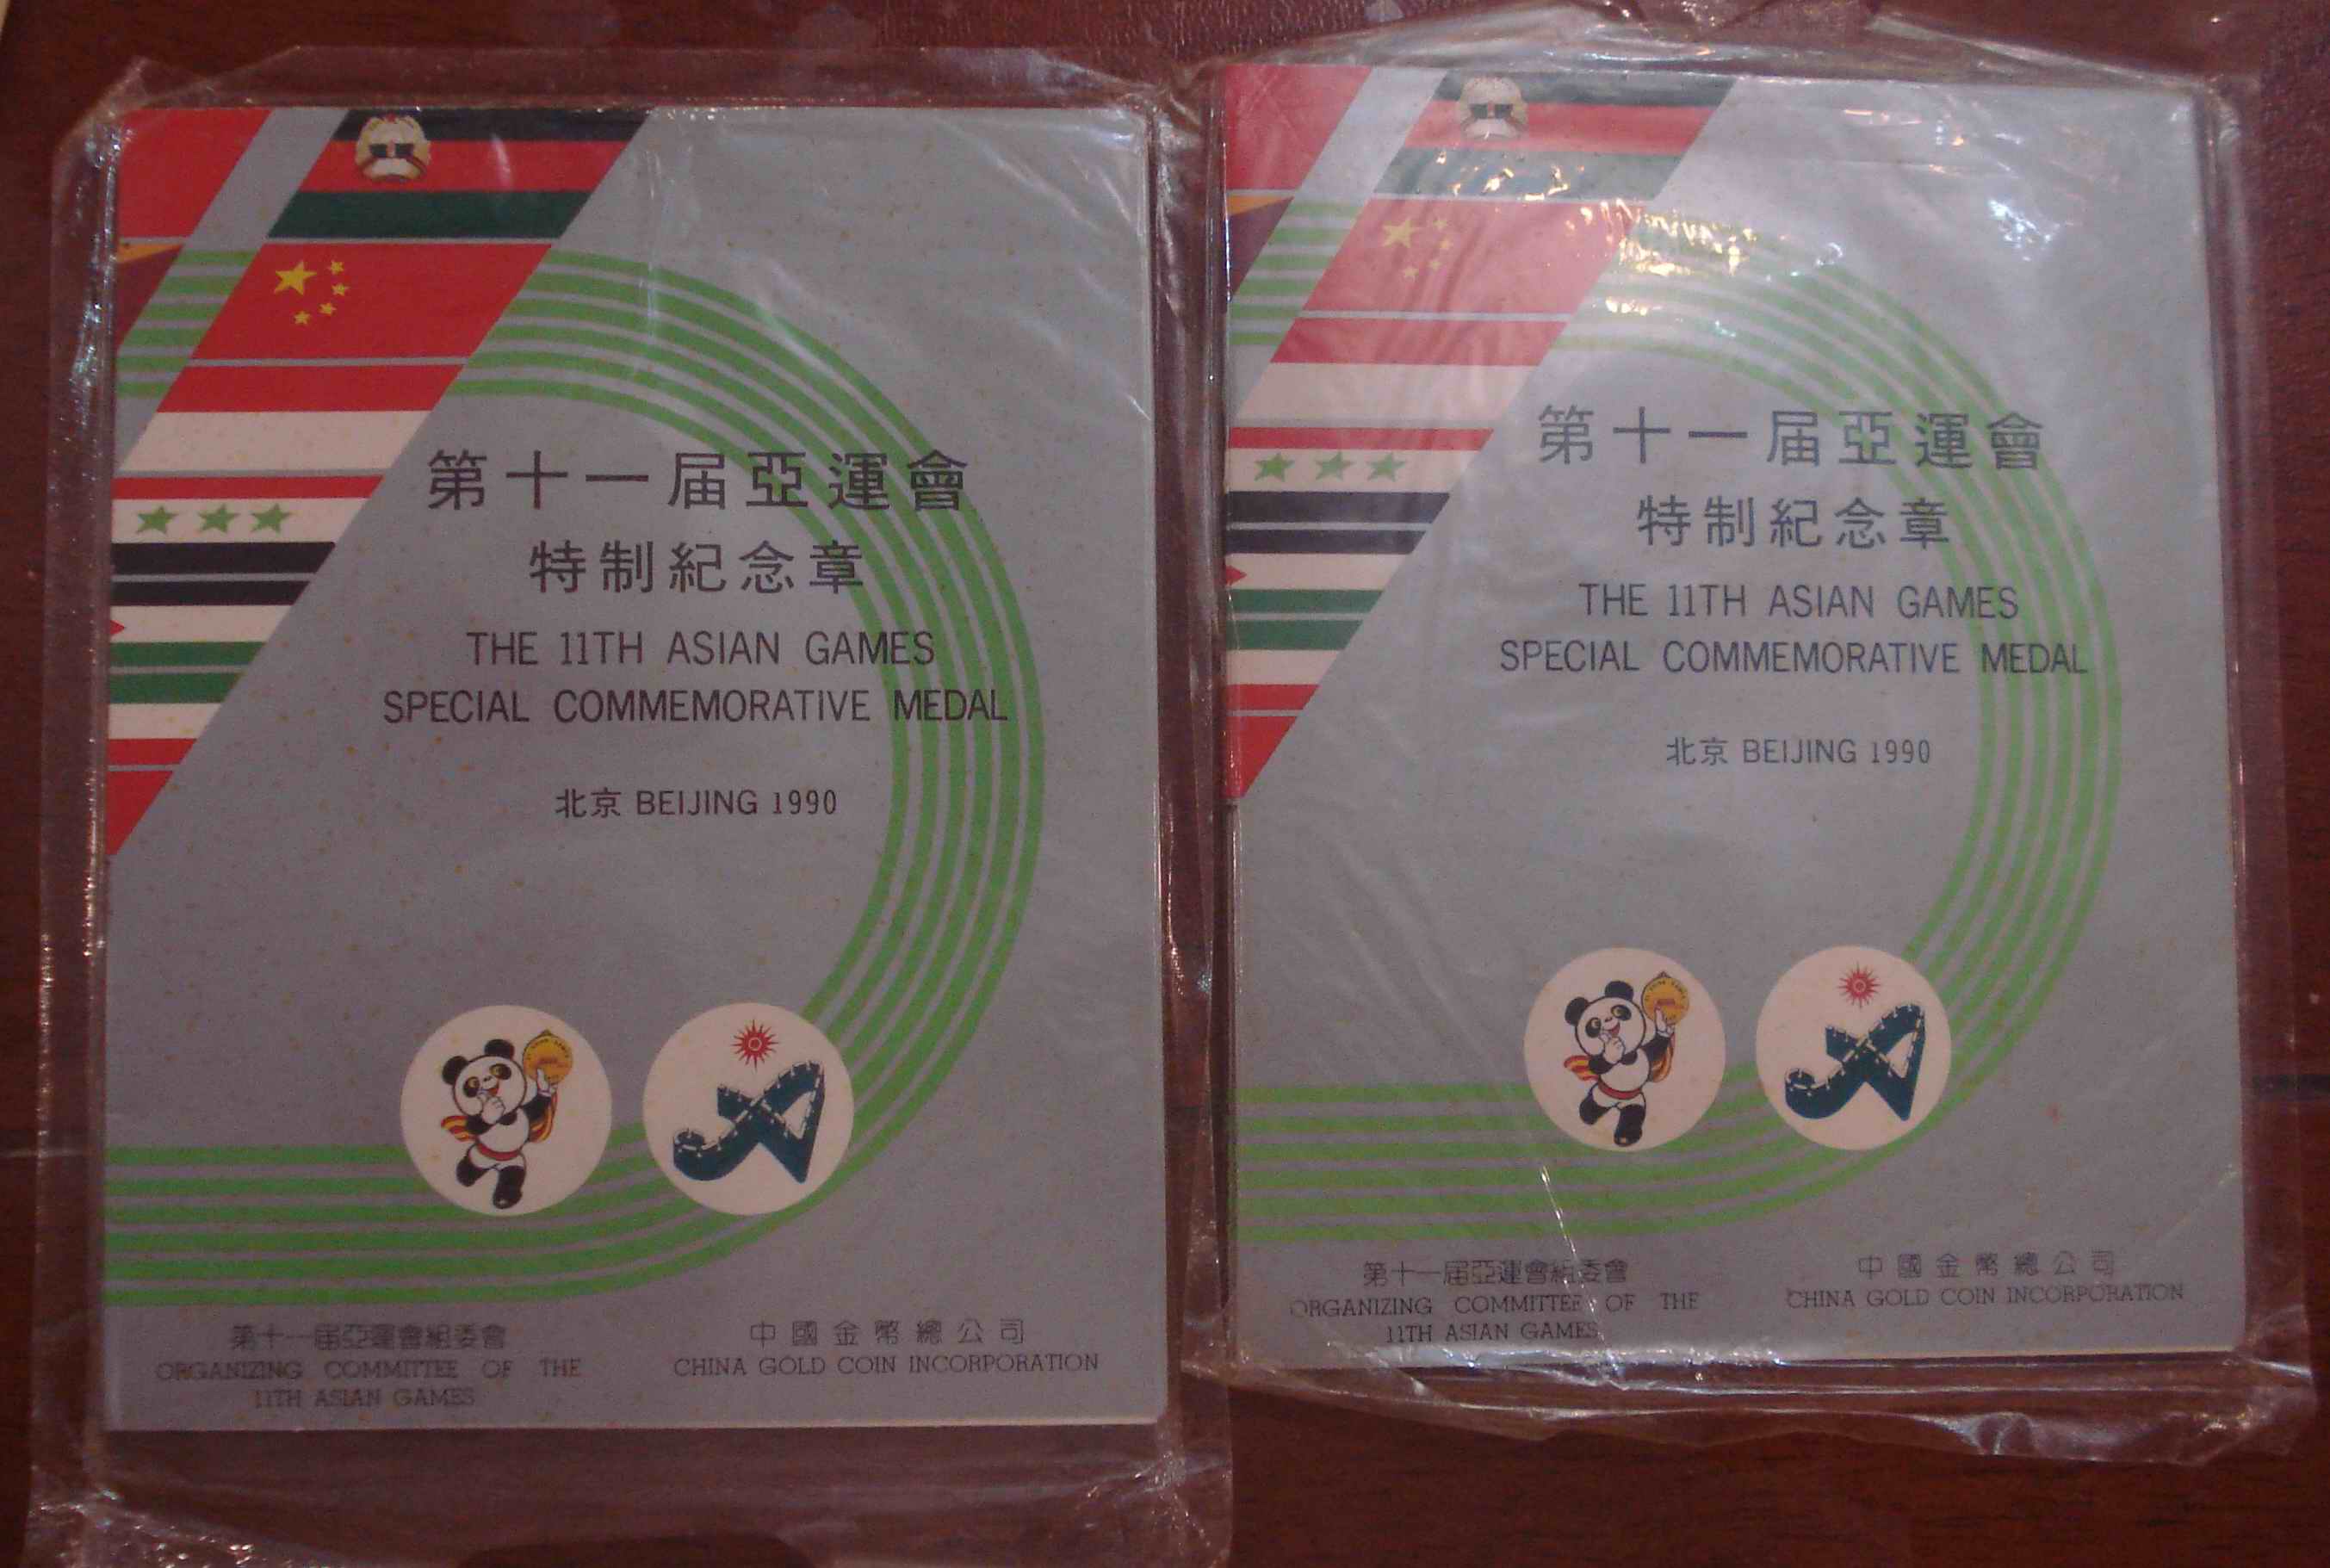 第十一届亞運會
特制紀念章
THE 11TH ASIAN GAMES
SPECIAL COMMEMORATIVE MEDAL
北京 BEIJING 1990
第十一届亞運會組委會
ORGANIZING COMMITTEE OF THE
11TH ASIAN GAMES
中國金幣總公司
CHINA GOLD COIN INCORPORATION
第十一届亞運會
特制紀念章
THE 11TH ASIAN GAMES
SPECIAL COMMEMORATIVE MEDAL
北京 BEIJING 1990
第十一届亞運會組委會
ORGANIZING COMMITTEE OF THE
11TH ASIAN GAMES
中國金幣總公司
CHINA GOLD COIN INCORPORATION